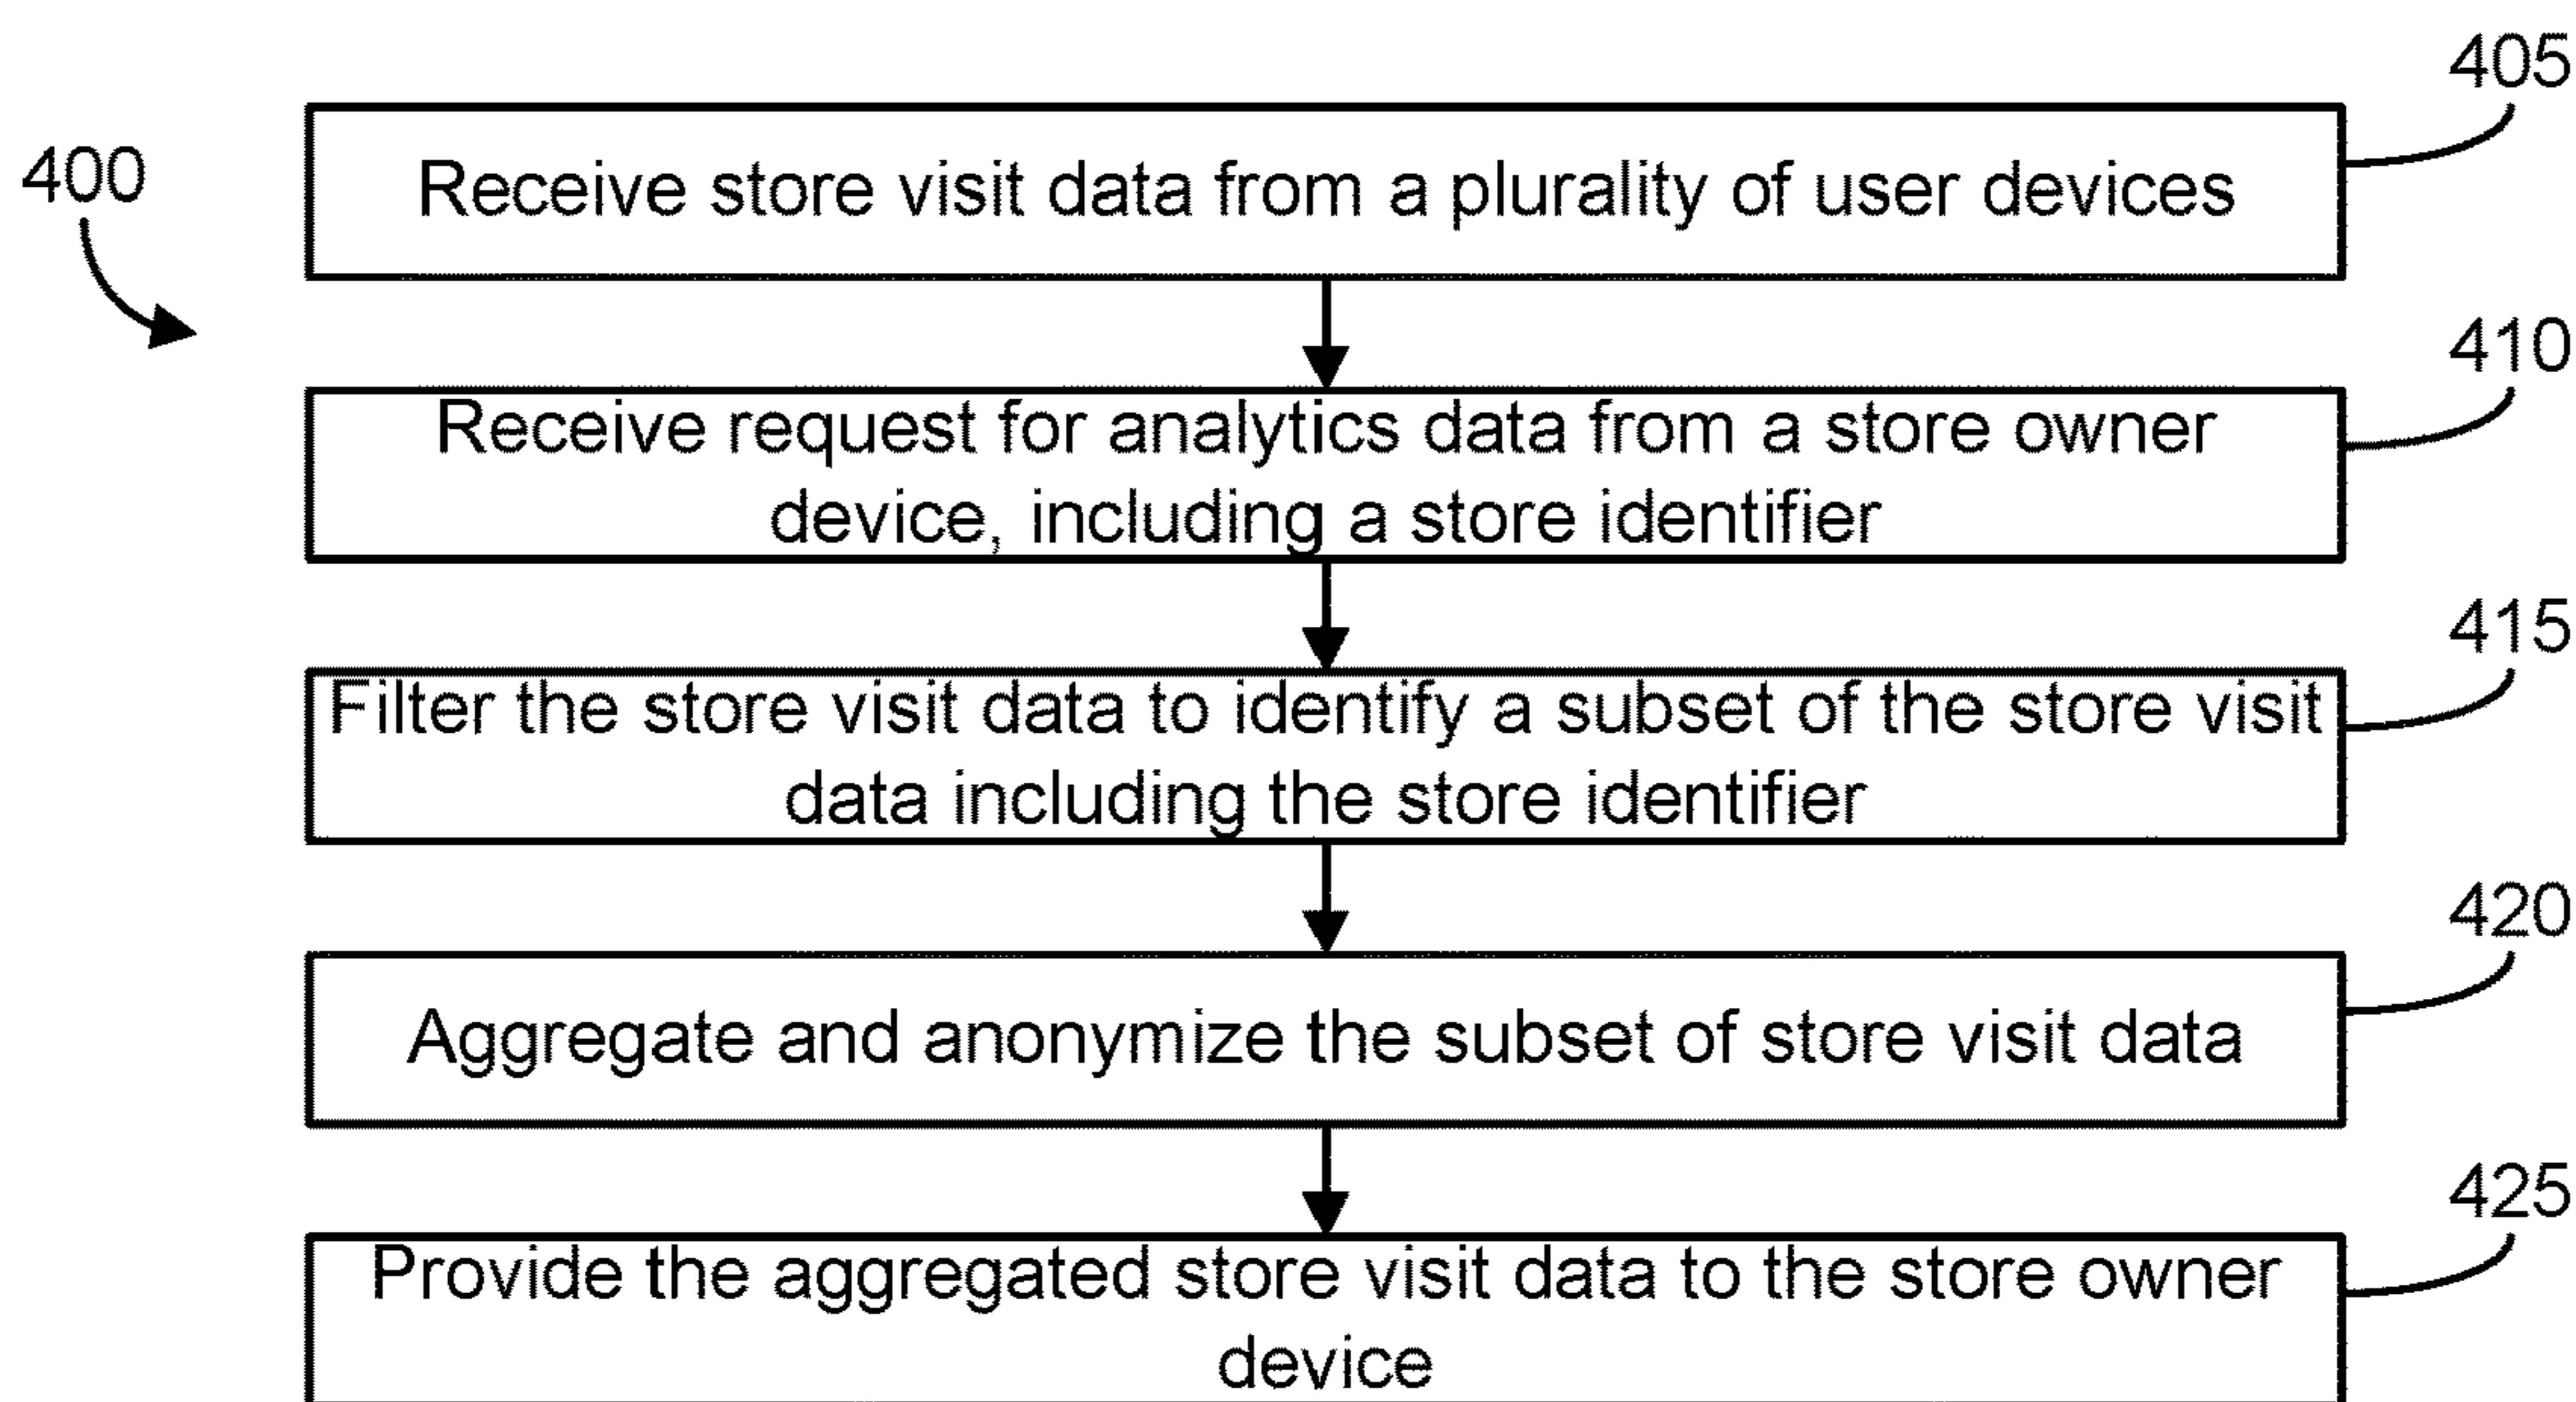 405
400
Receive store visit data from a plurality of user devices
410
Receive request for analytics data from a store owner
device, including a store identifier
415
Filter the store visit data to identify a subset of the store visit
data including the store identifier
420
Aggregate and anonymize the subset of store visit data
425
Provide the aggregated store visit data to the store owner
device